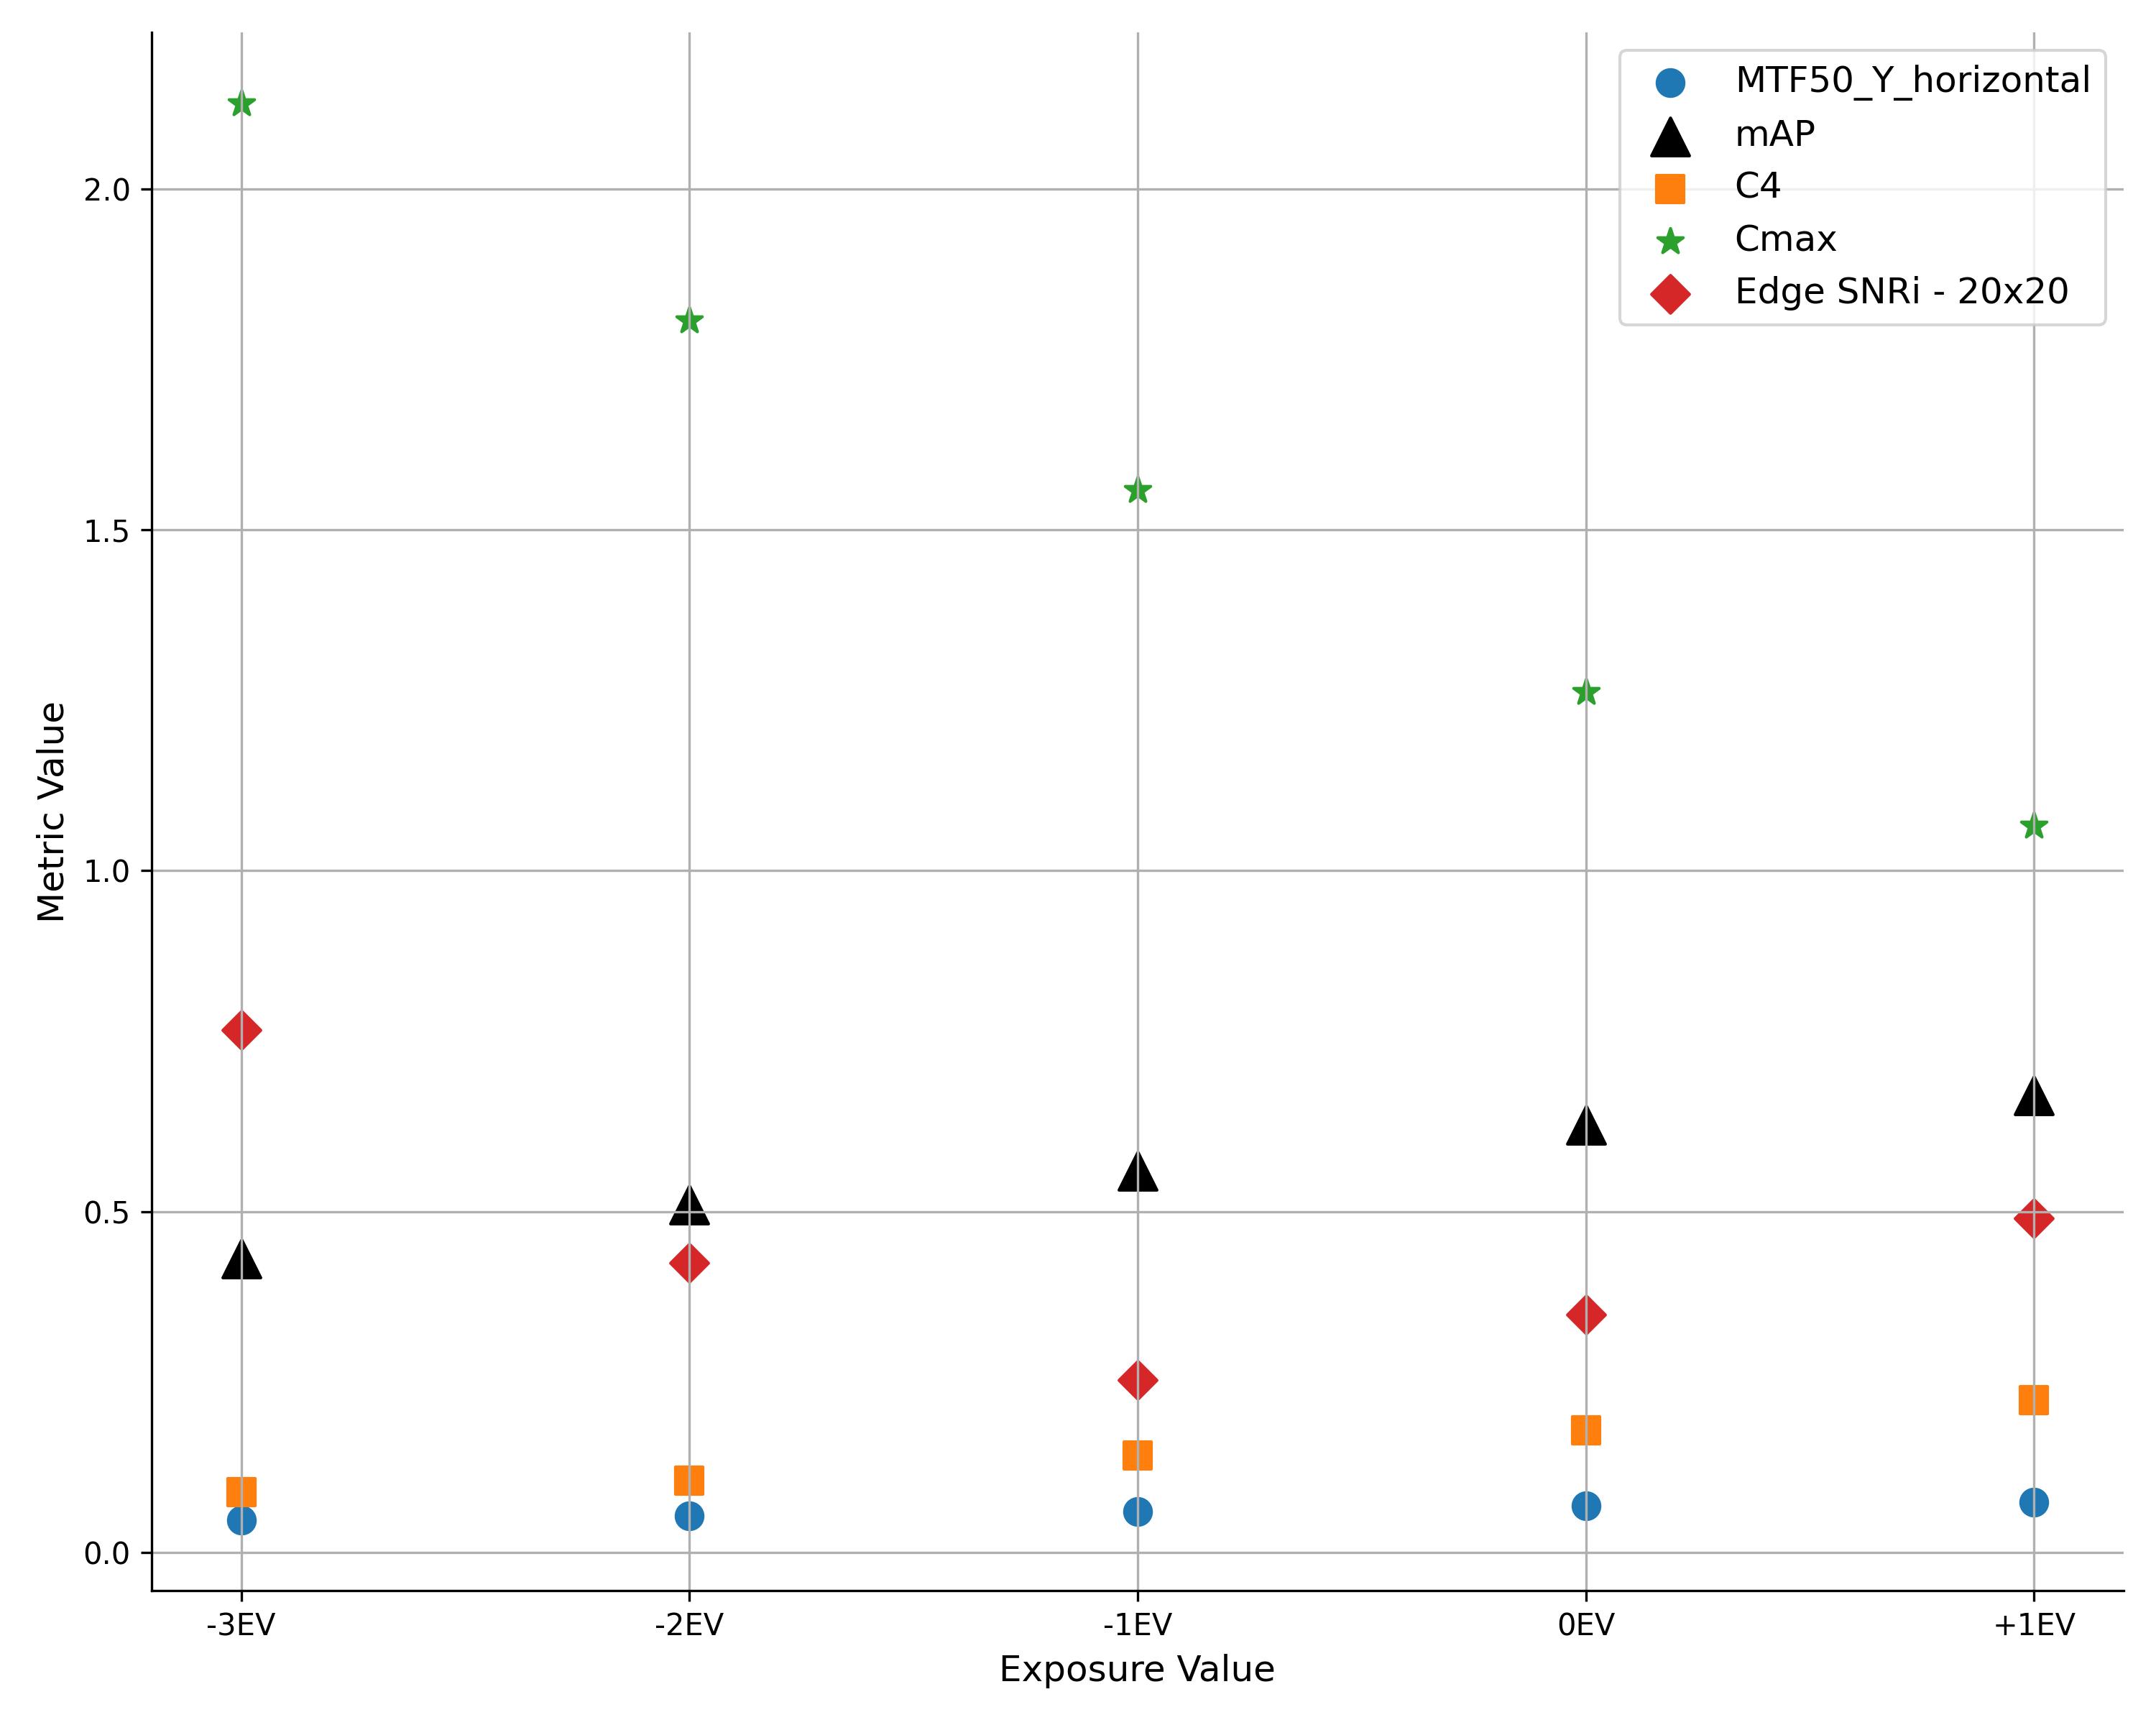 MTF50_Y_horizontal
mAP
C4
Cmax
Edge SNRi - 20x20
2.0
1.5
1.0
0.5
0.0
Metric Value
-3EV
-2EV
-1EV
0EV
+1EV
Exposure Value